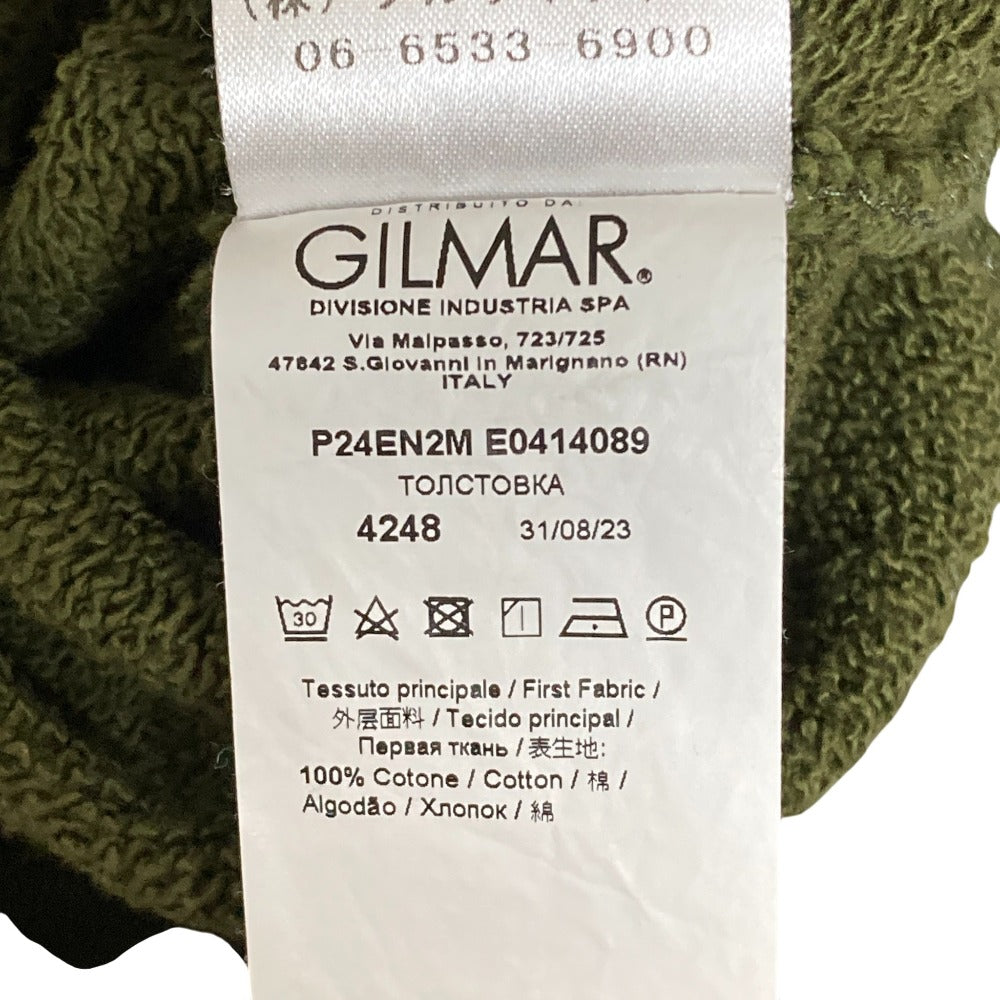 06-6533-6900
DISTRIBUITO DA:
GILMAR®
DIVISIONE INDUSTRIA SPA
Via Malpasso, 723/725
47842 S.Giovanni in Marignano (RN)
ITALY
P24EN2M E0414089
ТОЛСТОВКА
4248 31/08/23
30 P
Tessuto principale / First Fabric /
外层面料 / Tecido principal /
Первая ткань / 表生地:
100% Cotone / Cotton / 棉 /
Algodão / Хлопок / 綿